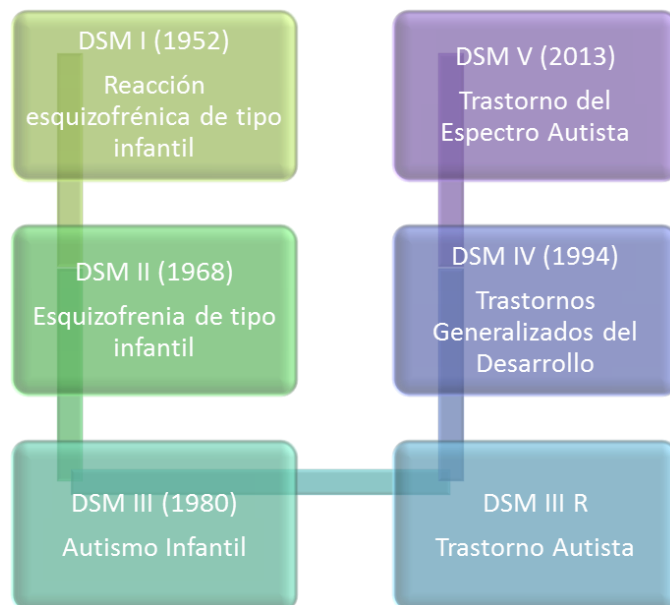 DSM I (1952)
Reacción
esquizofrénica de tipo
infantil
DSM II (1968)
Esquizofrenia de tipo
infantil
DSM III (1980)
Autismo Infantil
DSM III R
Trastorno Autista
DSM IV (1994)
Trastornos
Generalizados del
Desarrollo
DSM V (2013)
Trastorno del
Espectro Autista